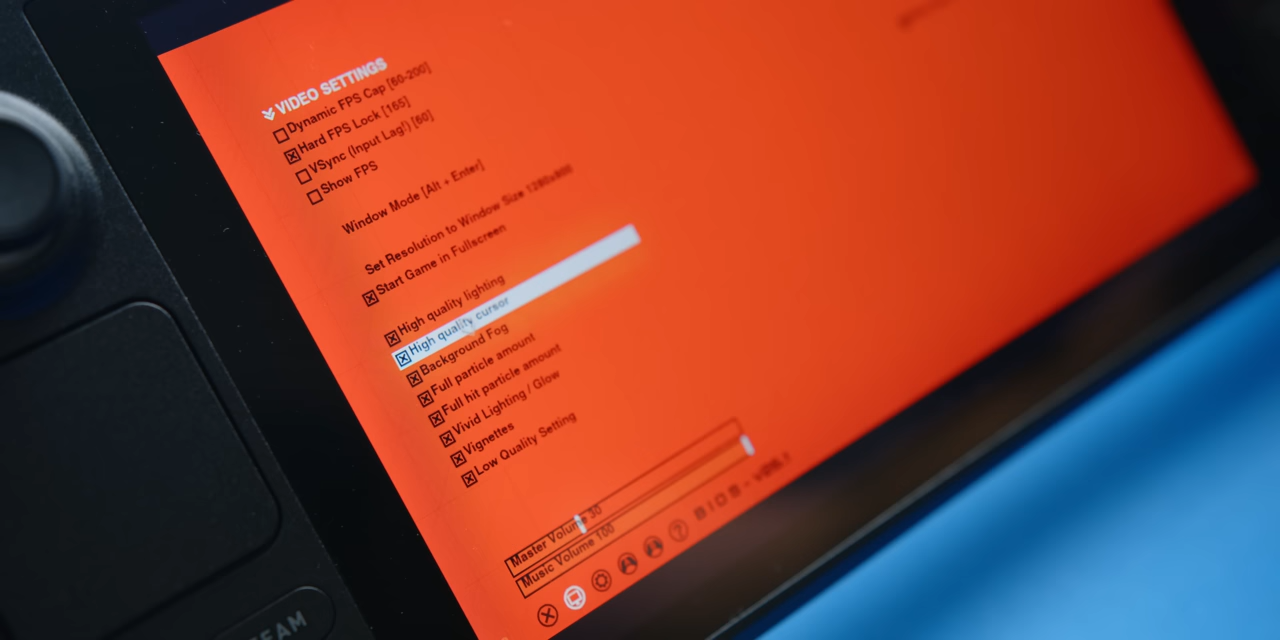 VIDEO SETTINGS
Dynamic FPS Cap [60-200]
Hard FPS Lock [165]
VSync (Input Lag!) [60]
Show FPS
Window Mode [Alt + Enter]
Set Resolution to Window Size 1280x800
Start Game in Fullscreen
High quality lighting
High quality cursor
Background Fog
Full particle amount
Full hit particle amount
Vivid Lighting / Glow
Vignettes
Low Quality Setting
Master Volume 30
Music Volume 100
? BIOS -
EAM